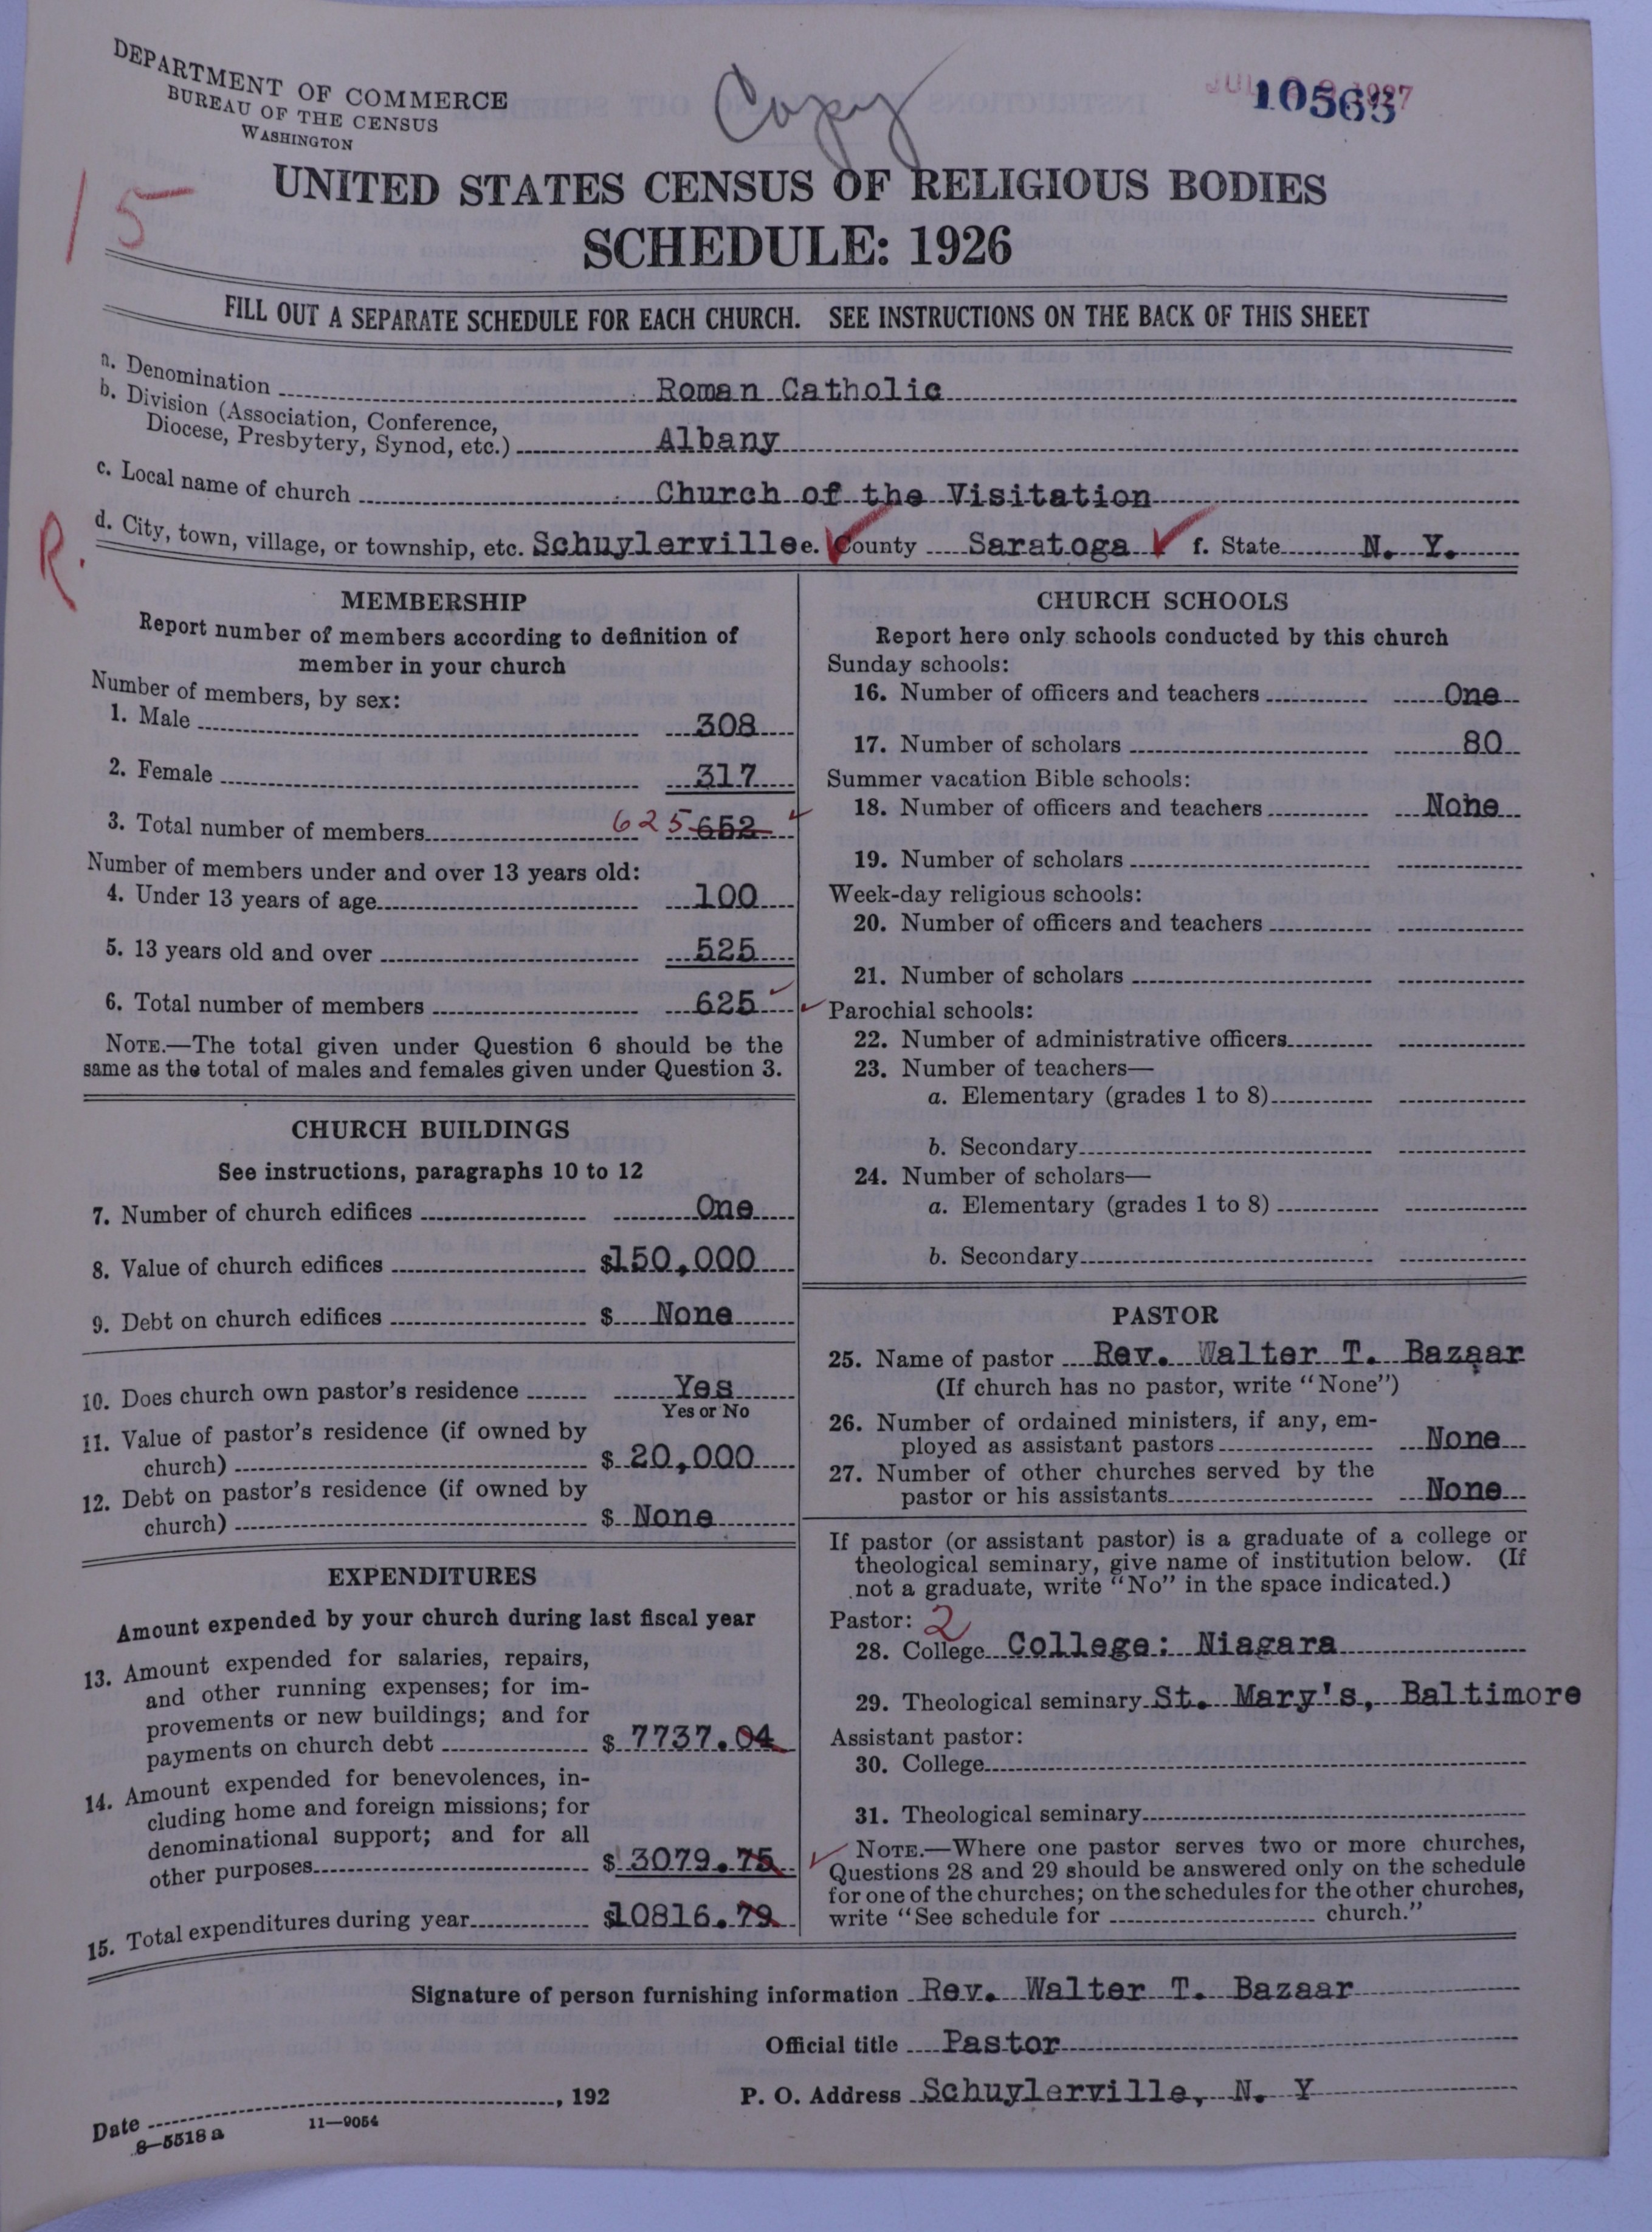 DEPARTMENT OF COMMERCE
BUREAU OF THE CENSUS
WASHINGTON
Copy
10563
15
UNITED STATES CENSUS OF RELIGIOUS BODIES
SCHEDULE: 1926
FILL OUT A SEPARATE SCHEDULE FOR EACH CHURCH. SEE INSTRUCTIONS ON THE BACK OF THIS SHEET
a. Denomination Roman Catholic
b. Division (Association, Conference,
Diocese, Presbytery, Synod, etc.) Albany
c. Local name of church Church of the Visitation
R.
d. City, town, village, or township, etc. Schuylerville e. County Saratoga f. State N. Y.
MEMBERSHIP
Report number of members according to definition of
member in your church
Number of members, by sex:
1. Male 308
2. Female 317
3. Total number of members 625 652
Number of members under and over 13 years old:
4. Under 13 years of age 100
5. 13 years old and over 525
6. Total number of members 625
NOTE.—The total given under Question 6 should be the
same as the total of males and females given under Question 3.
CHURCH BUILDINGS
See instructions, paragraphs 10 to 12
7. Number of church edifices One
8. Value of church edifices $150,000
9. Debt on church edifices $ None
10. Does church own pastor's residence Yes
Yes or No
11. Value of pastor's residence (if owned by
church) $ 20,000
12. Debt on pastor's residence (if owned by
church) $ None
EXPENDITURES
Amount expended by your church during last fiscal year
13. Amount expended for salaries, repairs,
and other running expenses; for im-
provements or new buildings; and for
payments on church debt $ 7737.04
14. Amount expended for benevolences, in-
cluding home and foreign missions; for
denominational support; and for all
other purposes $ 3079.75
15. Total expenditures during year $10816.79
CHURCH SCHOOLS
Report here only schools conducted by this church
Sunday schools:
16. Number of officers and teachers One
17. Number of scholars 80
Summer vacation Bible schools:
18. Number of officers and teachers None
19. Number of scholars
Week-day religious schools:
20. Number of officers and teachers
21. Number of scholars
Parochial schools:
22. Number of administrative officers
23. Number of teachers—
a. Elementary (grades 1 to 8)
b. Secondary
24. Number of scholars—
a. Elementary (grades 1 to 8)
b. Secondary
PASTOR
25. Name of pastor Rev. Walter T. Bazaar
(If church has no pastor, write "None")
26. Number of ordained ministers, if any, em-
ployed as assistant pastors None
27. Number of other churches served by the
pastor or his assistants None
If pastor (or assistant pastor) is a graduate of a college or
theological seminary, give name of institution below. (If
not a graduate, write "No" in the space indicated.)
Pastor: 2
28. College College: Niagara
29. Theological seminary St. Mary's, Baltimore
Assistant pastor:
30. College
31. Theological seminary
NOTE.—Where one pastor serves two or more churches,
Questions 28 and 29 should be answered only on the schedule
for one of the churches; on the schedules for the other churches,
write "See schedule for church."
Signature of person furnishing information Rev. Walter T. Bazaar
Official title Pastor
Date , 192 P. O. Address Schuylerville, N. Y
8—5518 a 11—9054